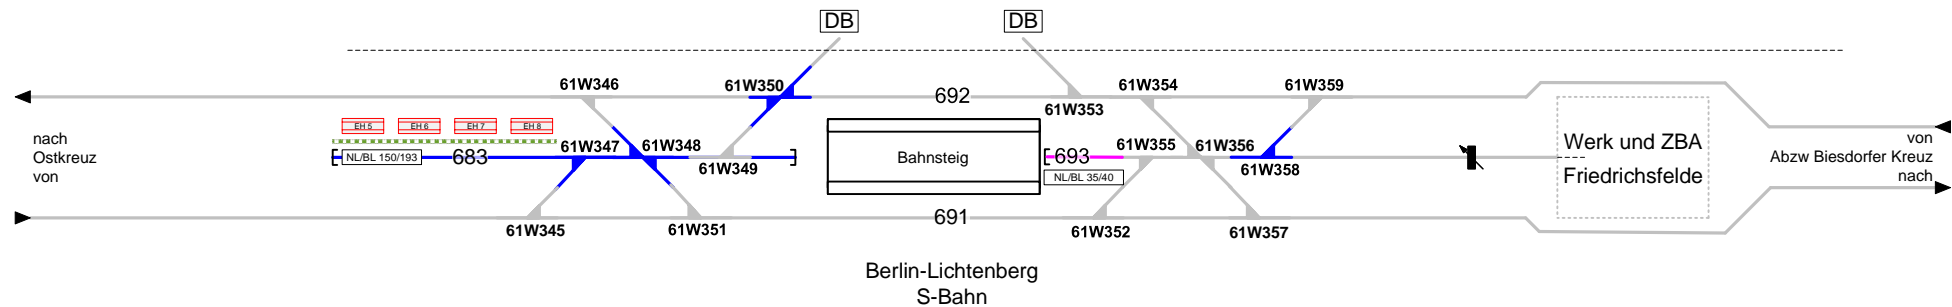 DB
DB
61W346
61W350
61W354
61W359
692
61W353
EH 5
EH 6
EH 7
EH 8
nach
Ostkreuz
von
61W347
61W348
61W355
61W356
NL/BL 150/193
683
61W349
Bahnsteig
693
NL/BL 35/40
61W358
Werk und ZBA
Friedrichsfelde
von
Abzw Biesdorfer Kreuz
nach
61W345
61W351
691
61W352
61W357
Berlin-Lichtenberg
S-Bahn